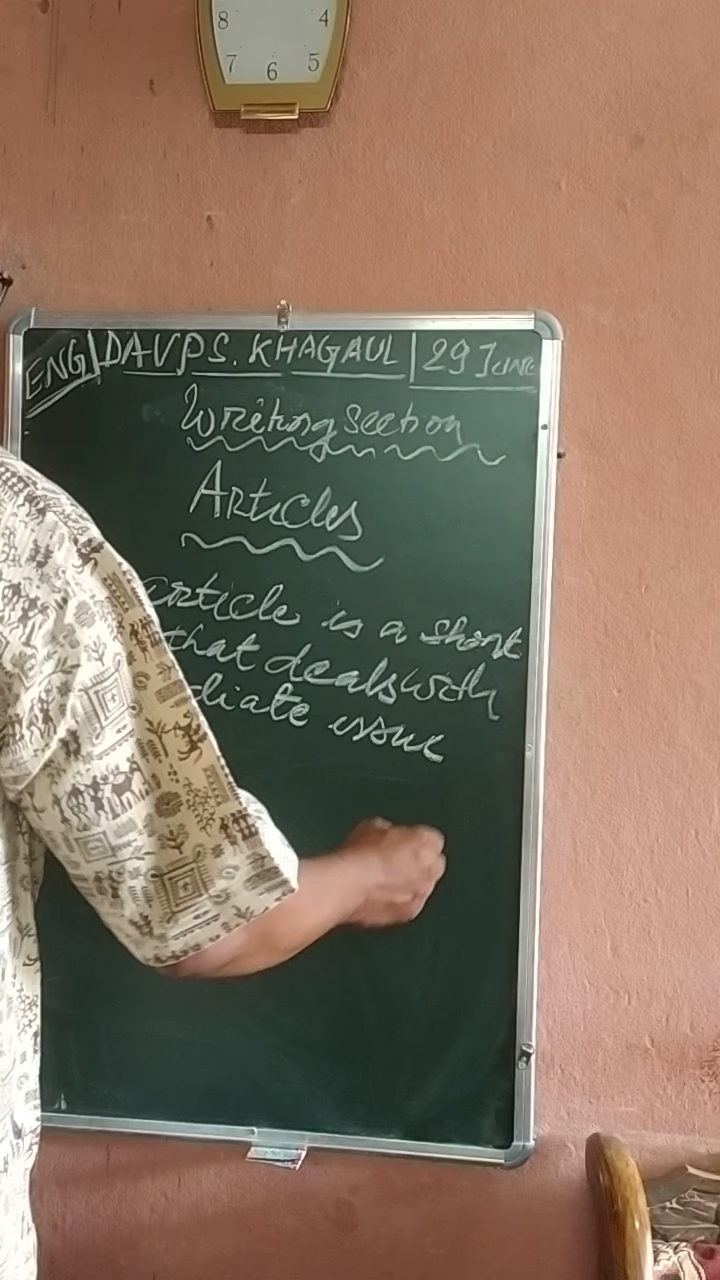 8 4
7 6 5
ENG | DAVPS. KHAGAUL | 29 June
Writing Section
Articles
article is a short
that deals with
diate issue